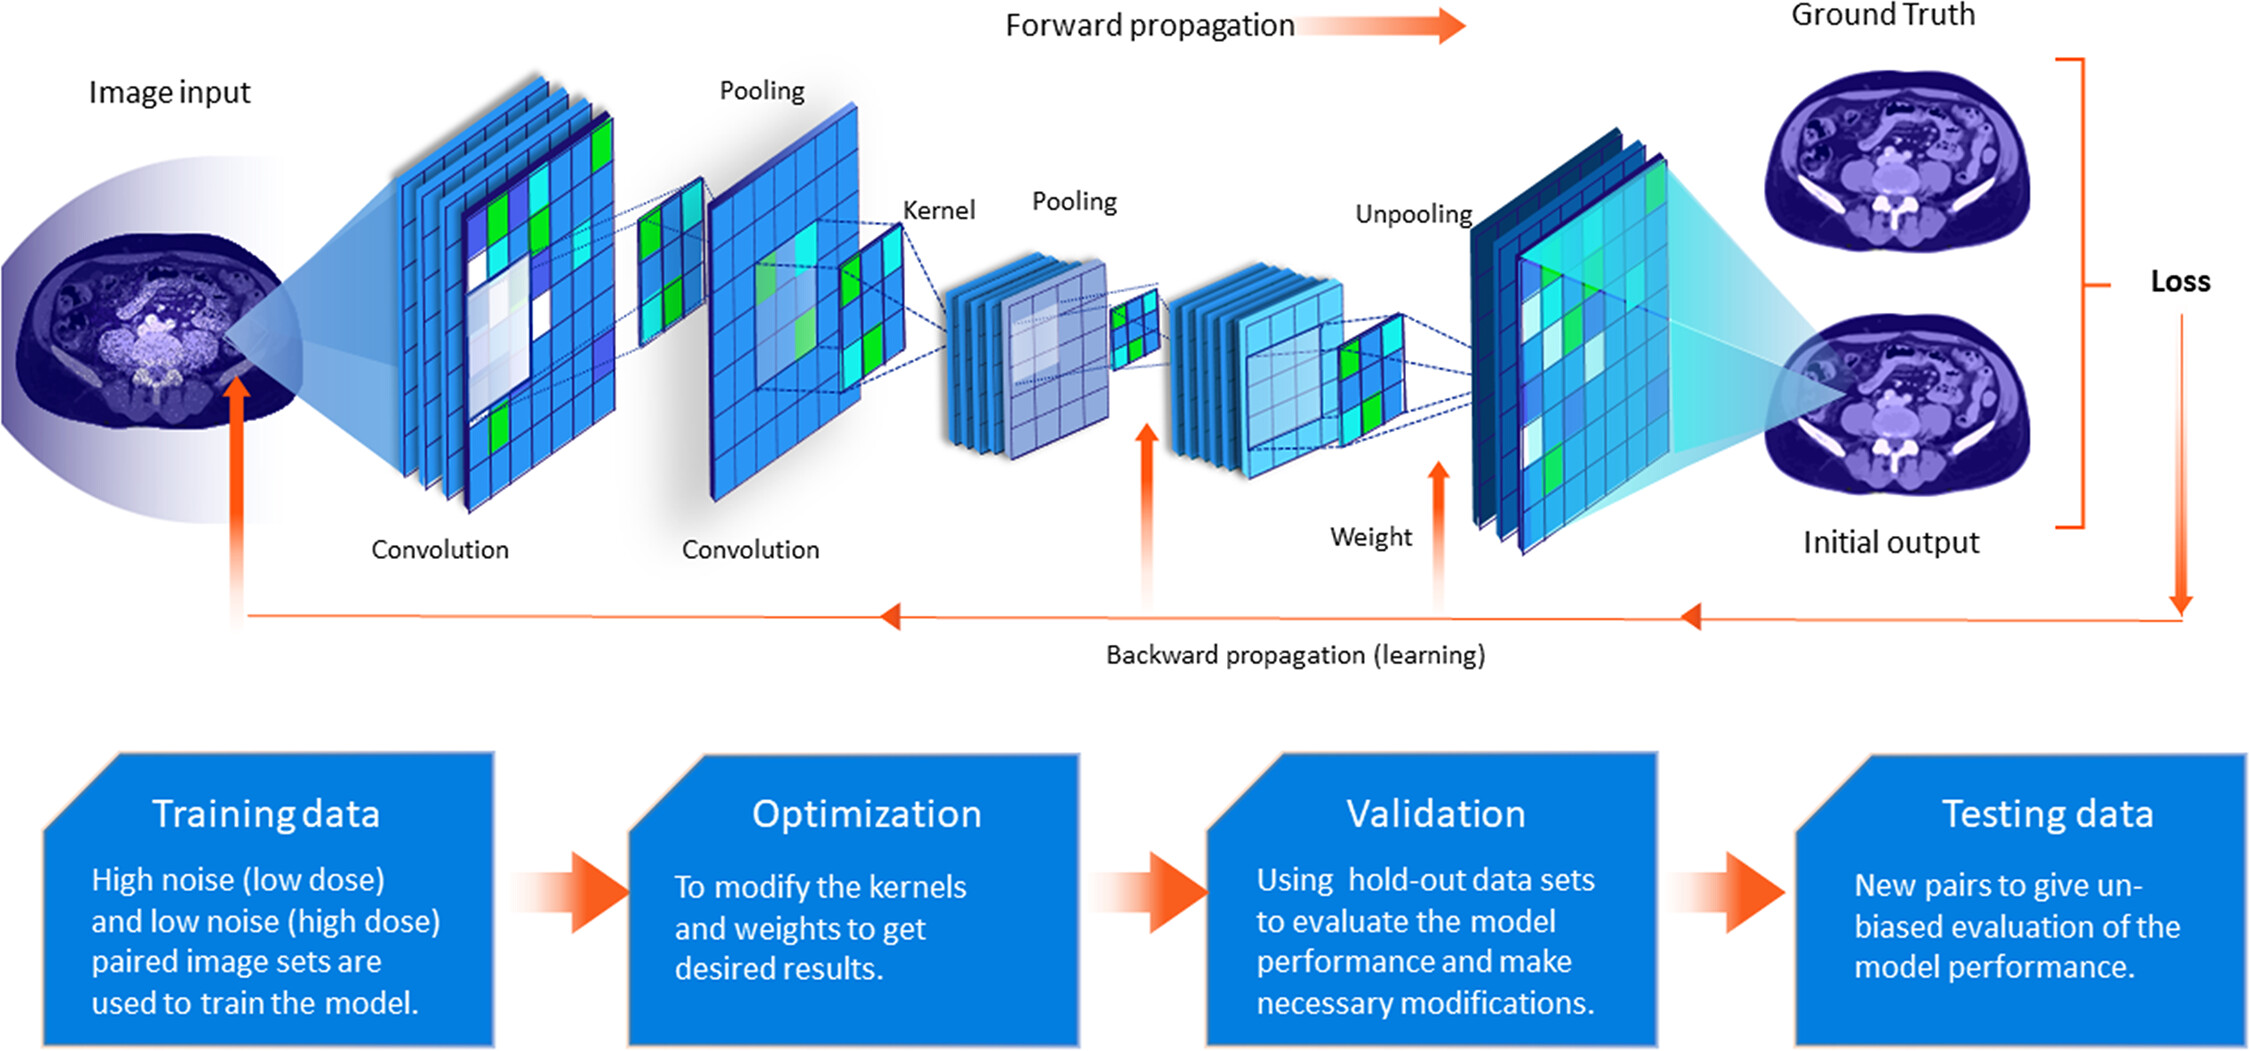 Forward propagation
Ground Truth
Image input
Pooling
Kernel
Pooling
Unpooling
Loss
Convolution
Convolution
Weight
Initial output
Backward propagation (learning)
Training data
High noise (low dose)
and low noise (high dose)
paired image sets are
used to train the model.
Optimization
To modify the kernels
and weights to get
desired results.
Validation
Using hold-out data sets
to evaluate the model
performance and make
necessary modifications.
Testing data
New pairs to give un-
biased evaluation of the
model performance.